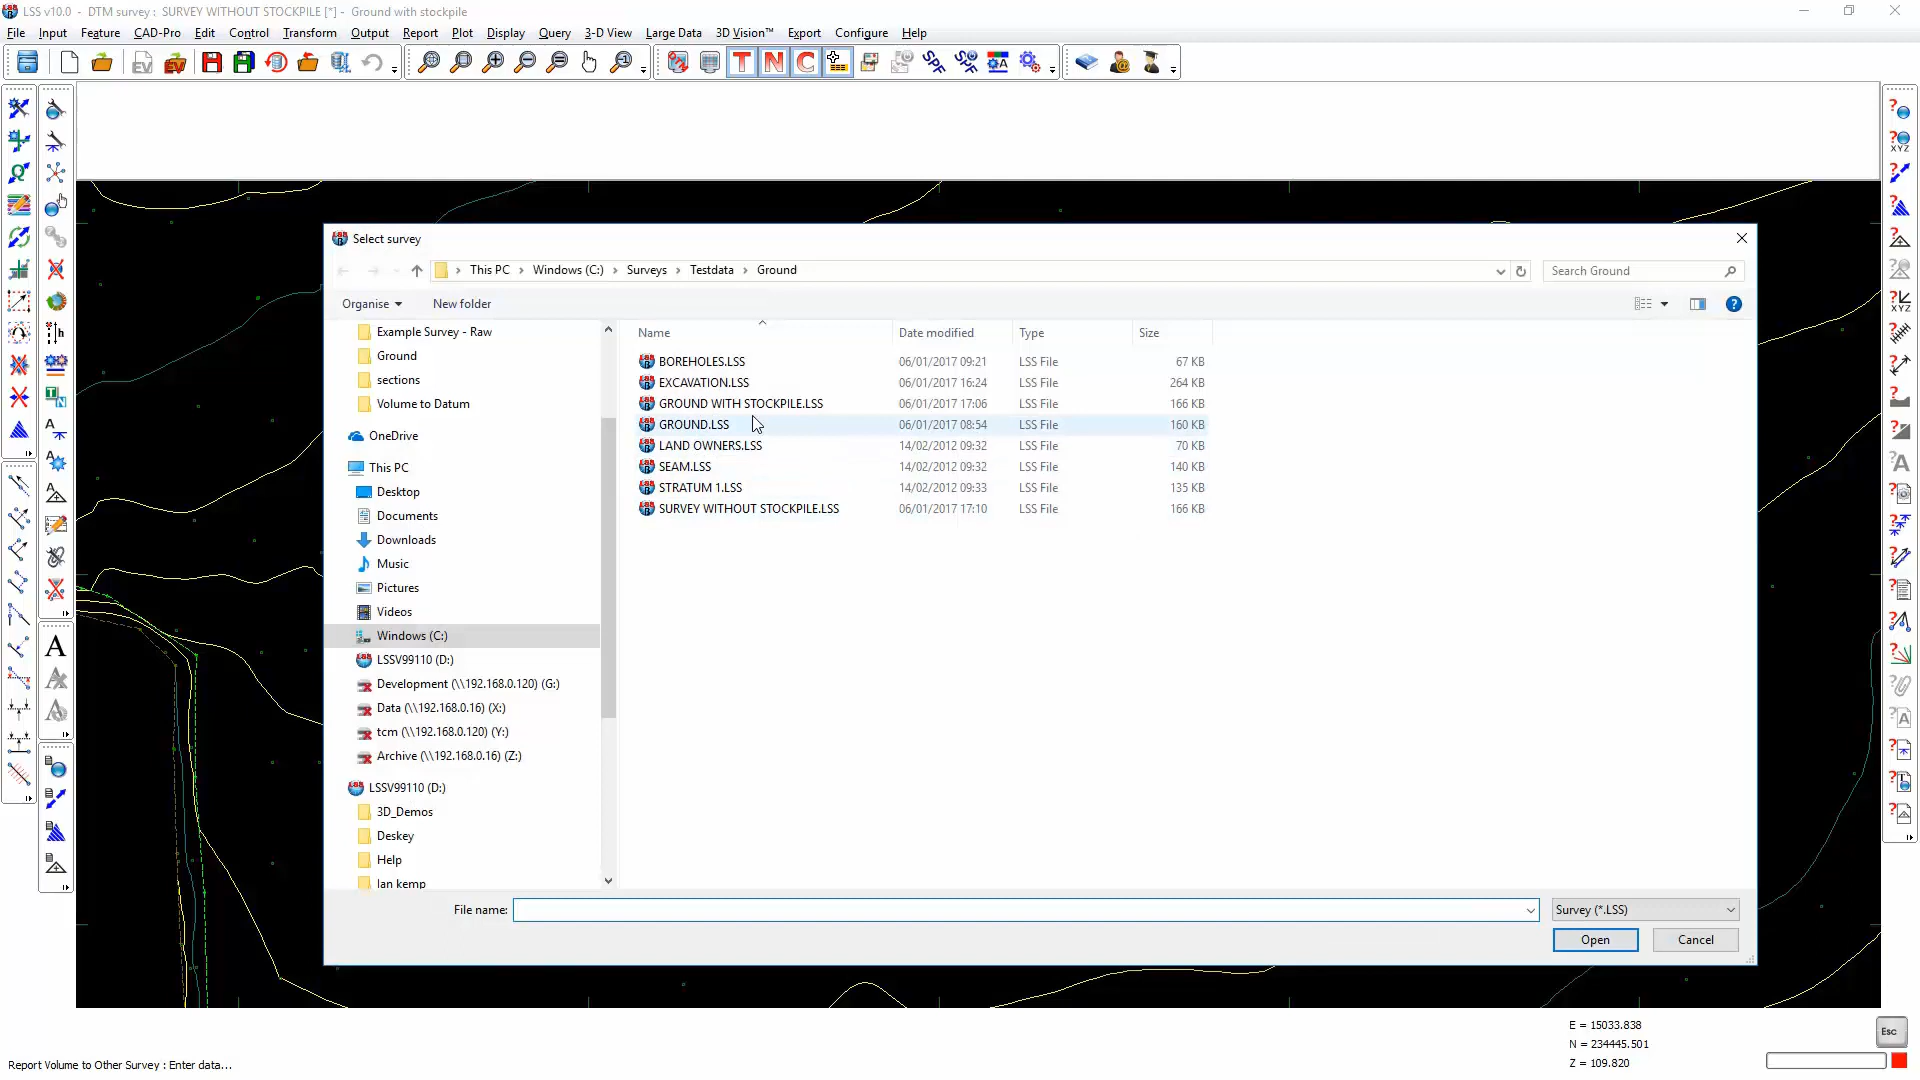 LSS v10.0 - DTM survey : SURVEY WITHOUT STOCKPILE [*] - Ground with stockpile
File Input Feature CAD-Pro Edit Control Transform Output Report Plot Display Query 3-D View Large Data 3D Vision™ Export Configure Help
T N C
Select survey
This PC > Windows (C:) > Surveys > Testdata > Ground
Search Ground
Organise New folder
Name Date modified Type Size
Example Survey - Raw
Ground
sections
Volume to Datum
OneDrive
This PC
Desktop
Documents
Downloads
Music
Pictures
Videos
Windows (C:)
LSSV99110 (D:)
Development (\\192.168.0.120) (G:)
Data (\\192.168.0.16) (X:)
tcm (\\192.168.0.120) (Y:)
Archive (\\192.168.0.16) (Z:)
LSSV99110 (D:)
3D_Demos
Deskey
Help
Ian kemp
BOREHOLES.LSS 06/01/2017 09:21 LSS File 67 KB
EXCAVATION.LSS 06/01/2017 16:24 LSS File 264 KB
GROUND WITH STOCKPILE.LSS 06/01/2017 17:06 LSS File 166 KB
GROUND.LSS 06/01/2017 08:54 LSS File 160 KB
LAND OWNERS.LSS 14/02/2012 09:32 LSS File 70 KB
SEAM.LSS 14/02/2012 09:32 LSS File 140 KB
STRATUM 1.LSS 14/02/2012 09:33 LSS File 135 KB
SURVEY WITHOUT STOCKPILE.LSS 06/01/2017 17:10 LSS File 166 KB
File name:
Survey (*.LSS)
Open Cancel
E = 15033.838
N = 234445.501
Z = 109.820
Esc
Report Volume to Other Survey : Enter data...